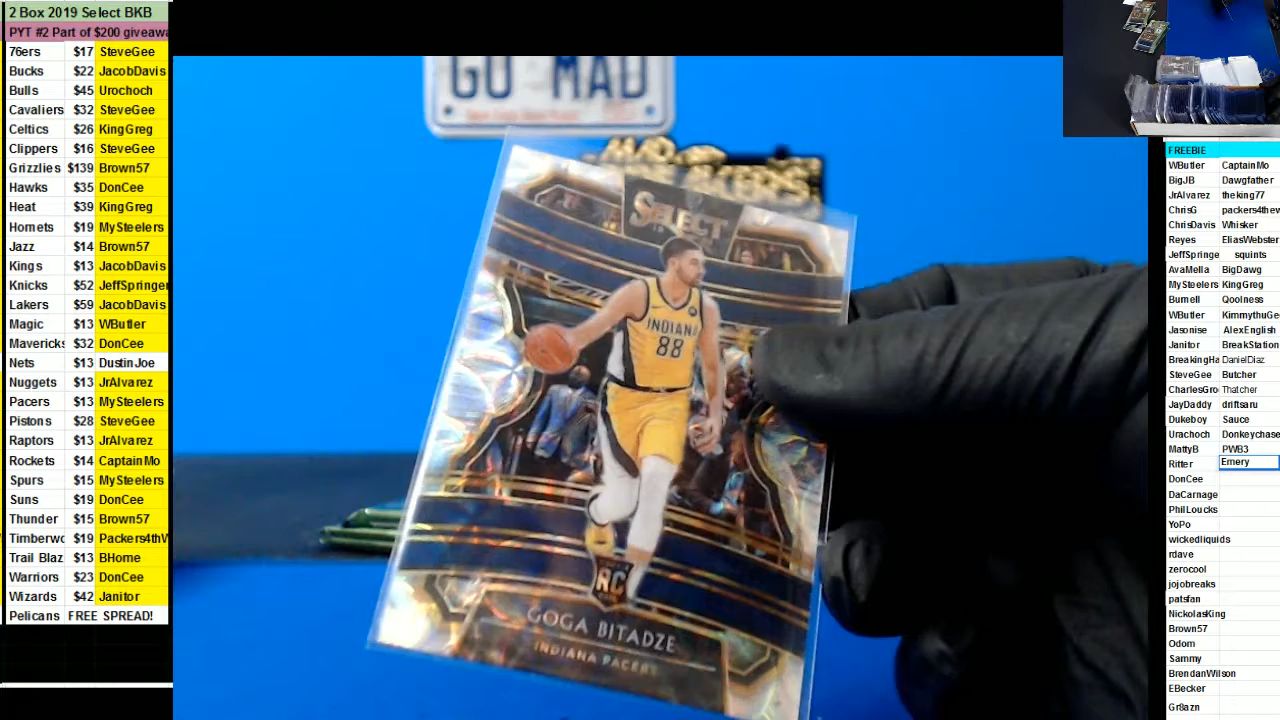 2 Box 2019 Select BKB
PYT #2 Part of $200 giveawa
76ers $17 SteveGee
Bucks $22 JacobDavis
Bulls $45 Urochoch
Cavaliers $32 SteveGee
Celtics $26 KingGreg
Clippers $16 SteveGee
Grizzlies $139 Brown57
Hawks $35 DonCee
Heat $39 KingGreg
Hornets $19 MySteelers
Jazz $14 Brown57
Kings $13 JacobDavis
Knicks $52 JeffSpringer
Lakers $59 JacobDavis
Magic $13 WButler
Mavericks $32 DonCee
Nets $13 DustinJoe
Nuggets $13 JrAlvarez
Pacers $13 MySteelers
Pistons $28 SteveGee
Raptors $13 JrAlvarez
Rockets $14 CaptainMo
Spurs $15 MySteelers
Suns $19 DonCee
Thunder $15 Brown57
Timberwo $19 Packers4thW
Trail Blaz $13 BHome
Warriors $23 DonCee
Wizards $42 Janitor
Pelicans FREE SPREAD!
GO MAD
SELECT
INDIANA
88
RC
GOGA BITADZE
INDIANA PACERS
FREEBIE
WButler CaptainMo
BigJB Dawgfather
JrAlvarez theking77
ChrisG packers4thew
ChrisDavis Whisker
Reyes EliasWebster
JeffSpringe squints
AvaMella BigDawg
MySteelers KingGreg
Burnell Qoolness
WButler KimmythuGe
Jasonise AlexEnglish
Janitor BreakStation
BreakingHa DanielDiaz
SteveGee Butcher
CharlesGro Thatcher
JayDaddy driftsaru
Dukeboy Sauce
Urachoch Donkeychase
MattyB PWB3
Ritter Emery
DonCee
DaCarnage
PhilLoucks
YoPo
wickedliquids
rdave
zerocool
jojobreaks
patsfan
NickolasKing
Brown57
Odom
Sammy
BrendanWilson
EBecker
Gr8azn